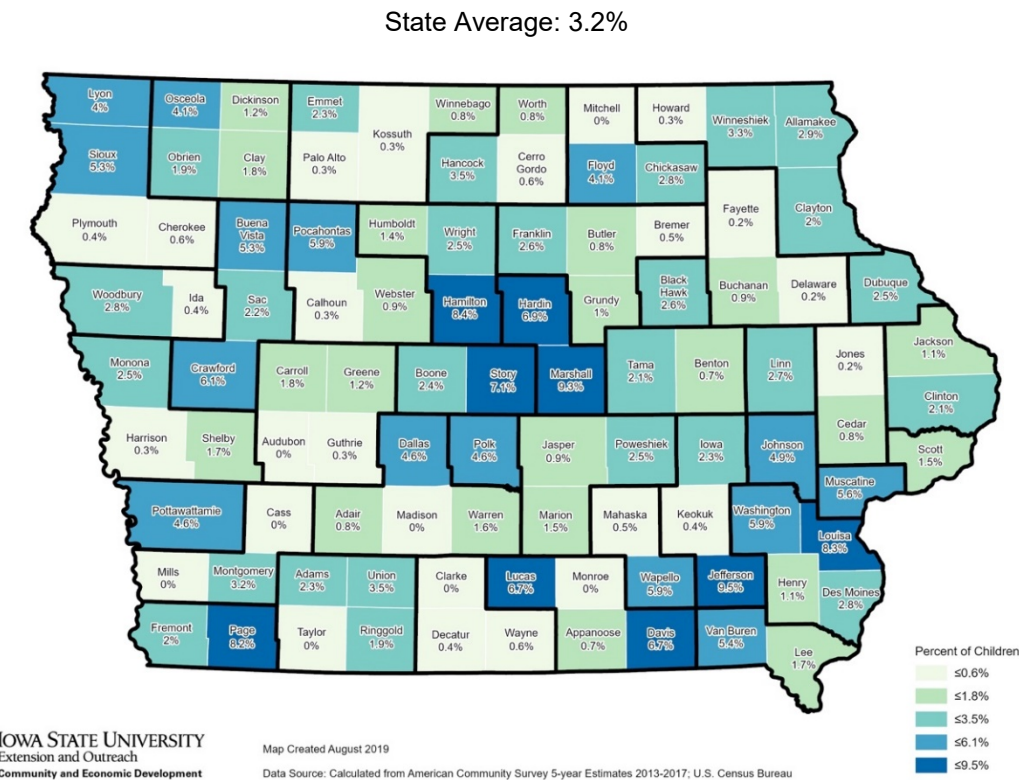 State Average: 3.2%
Lyon
4%
Osceola
4.1%
Dickinson
1.2%
Emmet
2.3%
Kossuth
0.3%
Winnebago
0.8%
Worth
0.8%
Mitchell
0%
Howard
0.3%
Winneshiek
3.3%
Allamakee
2.9%
Sioux
5.3%
Obrien
1.9%
Clay
1.8%
Palo Alto
0.3%
Hancock
3.5%
Cerro
Gordo
0.6%
Floyd
4.1%
Chickasaw
2.8%
Fayette
0.2%
Clayton
2%
Plymouth
0.4%
Cherokee
0.6%
Buena
Vista
5.3%
Pocahontas
5.9%
Humboldt
1.4%
Wright
2.5%
Franklin
2.6%
Butler
0.8%
Bremer
0.5%
Woodbury
2.8%
Ida
0.4%
Sac
2.2%
Calhoun
0.3%
Webster
0.9%
Hamilton
8.4%
Hardin
6.9%
Grundy
1%
Black
Hawk
2.6%
Buchanan
0.9%
Delaware
0.2%
Dubuque
2.5%
Monona
2.5%
Crawford
6.1%
Carroll
1.8%
Greene
1.2%
Boone
2.4%
Story
7.1%
Marshall
9.3%
Tama
2.1%
Benton
0.7%
Linn
2.7%
Jones
0.2%
Jackson
1.1%
Clinton
2.1%
Harrison
0.3%
Shelby
1.7%
Audubon
0%
Guthrie
0.3%
Dallas
4.6%
Polk
4.6%
Jasper
0.9%
Poweshiek
2.5%
Iowa
2.3%
Johnson
4.9%
Cedar
0.8%
Scott
1.5%
Muscatine
5.6%
Pottawattamie
4.6%
Cass
0%
Adair
0.8%
Madison
0%
Warren
1.6%
Marion
1.5%
Mahaska
0.5%
Keokuk
0.4%
Washington
5.9%
Louisa
8.3%
Mills
0%
Montgomery
3.2%
Adams
2.3%
Union
3.5%
Clarke
0%
Lucas
6.7%
Monroe
0%
Wapello
5.9%
Jefferson
9.5%
Henry
1.1%
Des Moines
2.8%
Fremont
2%
Page
8.2%
Taylor
0%
Ringgold
1.9%
Decatur
0.4%
Wayne
0.6%
Appanoose
0.7%
Davis
6.7%
Van Buren
5.4%
Lee
1.7%
Percent of Children
≤0.6%
≤1.8%
≤3.5%
≤6.1%
≤9.5%
IOWA STATE UNIVERSITY
Extension and Outreach
Community and Economic Development
Map Created August 2019
Data Source: Calculated from American Community Survey 5-year Estimates 2013-2017; U.S. Census Bureau